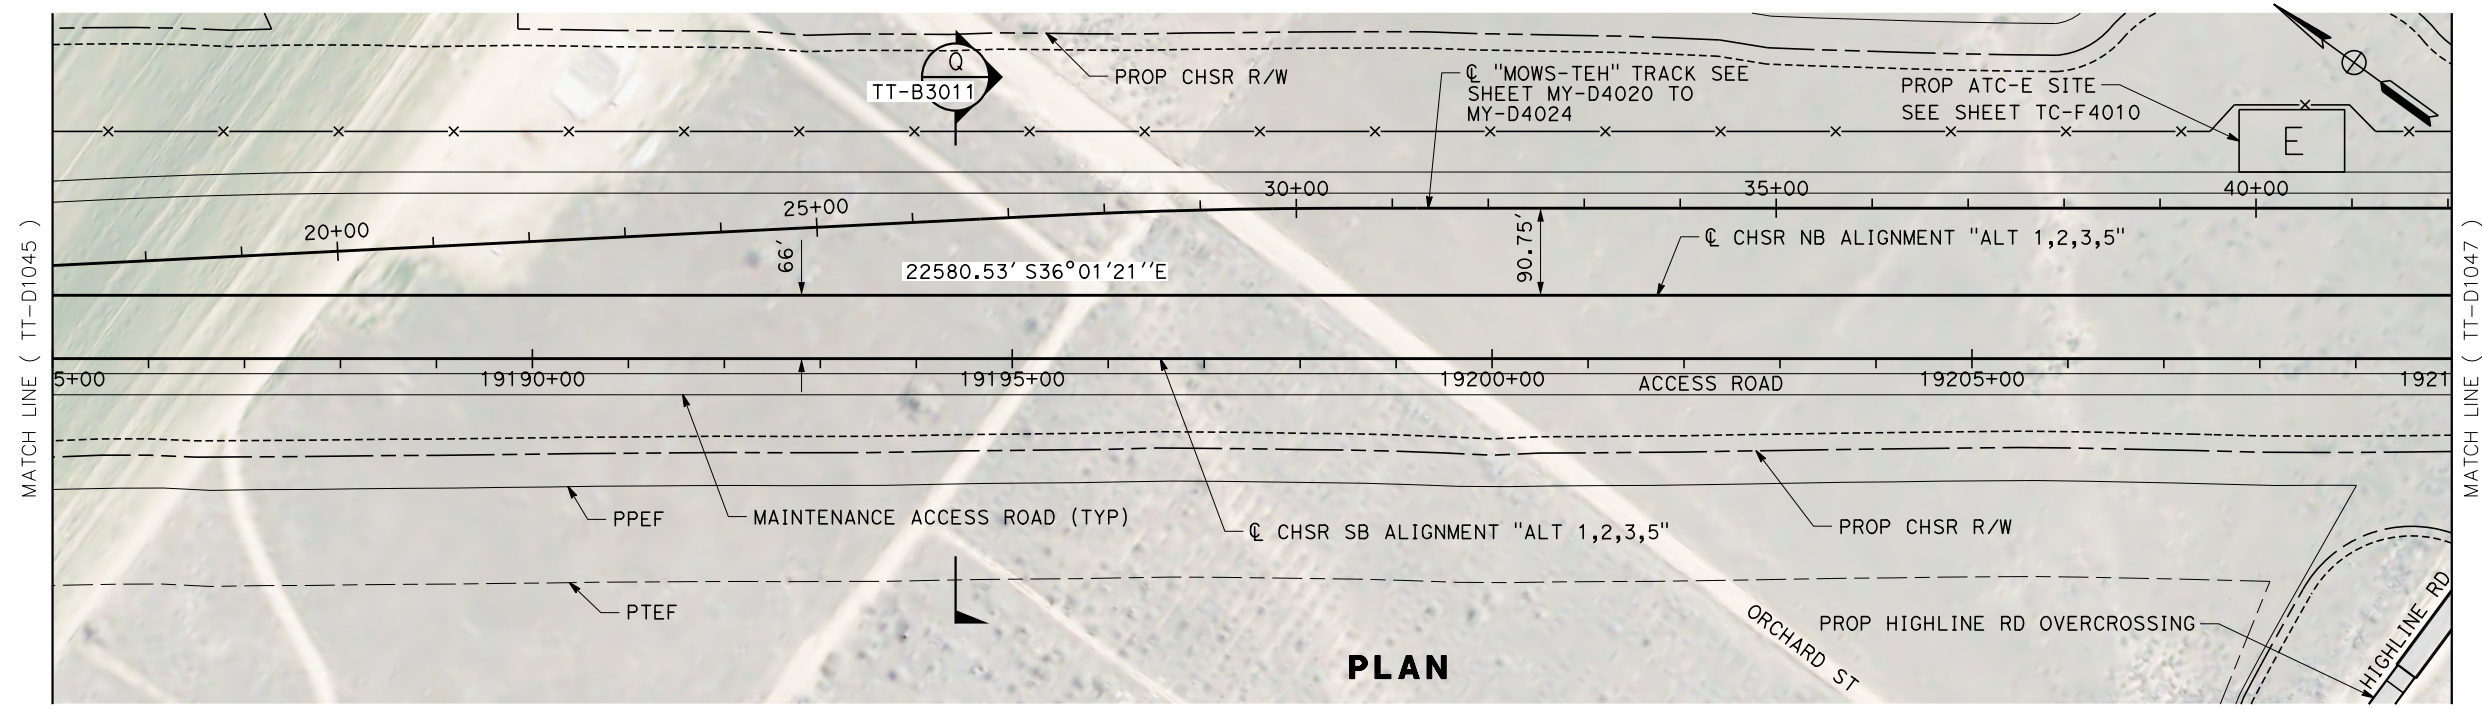 Q
TT-B3011
PROP CHSR R/W
℄ "MOWS-TEH" TRACK SEE
SHEET MY-D4020 TO
MY-D4024
PROP ATC-E SITE
SEE SHEET TC-F4010
E
20+00
25+00
30+00
35+00
40+00
66'
22580.53' S36°01'21''E
90.75'
℄ CHSR NB ALIGNMENT "ALT 1,2,3,5"
MATCH LINE ( TT-D1045 )
MATCH LINE ( TT-D1047 )
5+00
19190+00
19195+00
19200+00
ACCESS ROAD
19205+00
1921
PPEF
MAINTENANCE ACCESS ROAD (TYP)
℄ CHSR SB ALIGNMENT "ALT 1,2,3,5"
PROP CHSR R/W
PTEF
ORCHARD ST
PROP HIGHLINE RD OVERCROSSING
HIGHLINE RD
PLAN